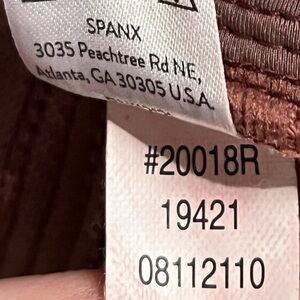 SPANX
3035 Peachtree Rd NE,
Atlanta, GA 30305 U.S.A.
#20018R
19421
08112110